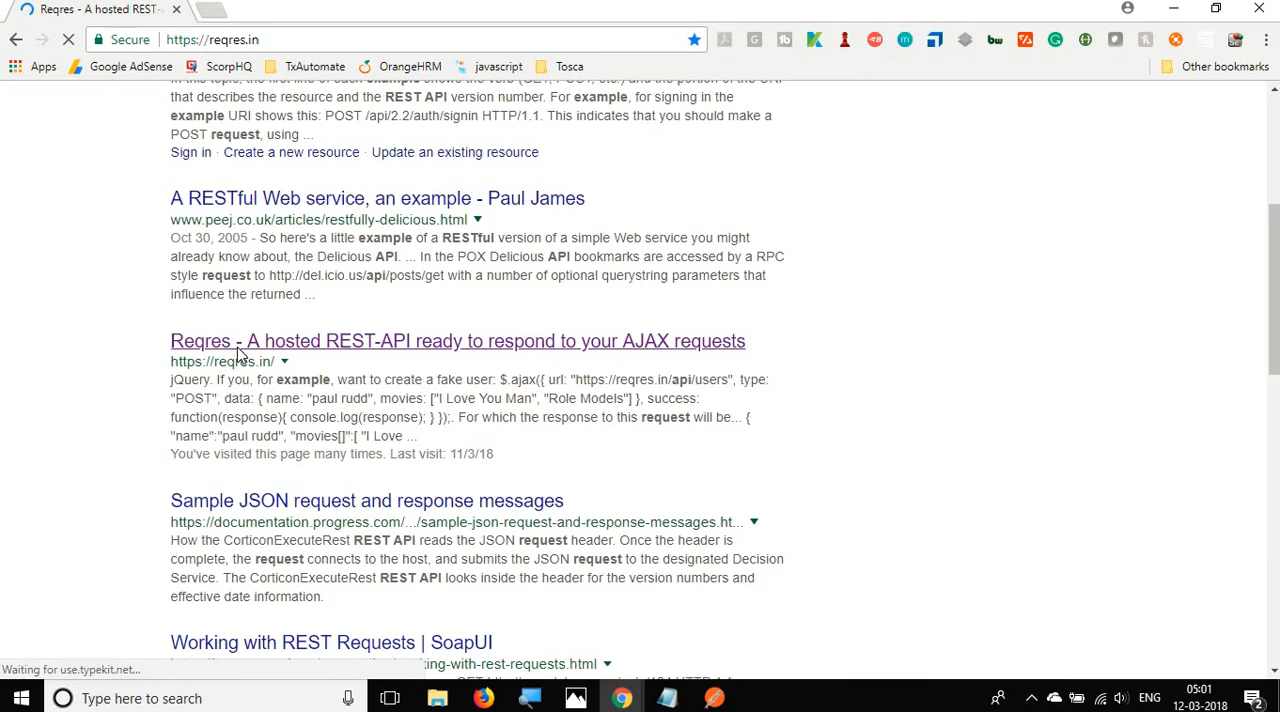 Reqres - A hosted REST-
Secure https://reqres.in
Apps Google AdSense ScorpHQ TxAutomate OrangeHRM javascript Tosca Other bookmarks
that describes the resource and the REST API version number. For example, for signing in the
example URI shows this: POST /api/2.2/auth/signin HTTP/1.1. This indicates that you should make a
POST request, using ...
Sign in · Create a new resource · Update an existing resource
A RESTful Web service, an example - Paul James
www.peej.co.uk/articles/restfully-delicious.html
Oct 30, 2005 - So here's a little example of a RESTful version of a simple Web service you might
already know about, the Delicious API. ... In the POX Delicious API bookmarks are accessed by a RPC
style request to http://del.icio.us/api/posts/get with a number of optional querystring parameters that
influence the returned ...
Reqres - A hosted REST-API ready to respond to your AJAX requests
https://reqres.in/
jQuery. If you, for example, want to create a fake user: $.ajax({ url: "https://reqres.in/api/users", type:
"POST", data: { name: "paul rudd", movies: ["I Love You Man", "Role Models"] }, success:
function(response){ console.log(response); } });. For which the response to this request will be... {
"name":"paul rudd", "movies[]":[ "I Love ...
You've visited this page many times. Last visit: 11/3/18
Sample JSON request and response messages
https://documentation.progress.com/.../sample-json-request-and-response-messages.ht...
How the CorticonExecuteRest REST API reads the JSON request header. Once the header is
complete, the request connects to the host, and submits the JSON request to the designated Decision
Service. The CorticonExecuteRest REST API looks inside the header for the version numbers and
effective date information.
Working with REST Requests | SoapUI
king-with-rest-requests.html
Waiting for use.typekit.net...
Type here to search
ENG
05:01
12-03-2018
2